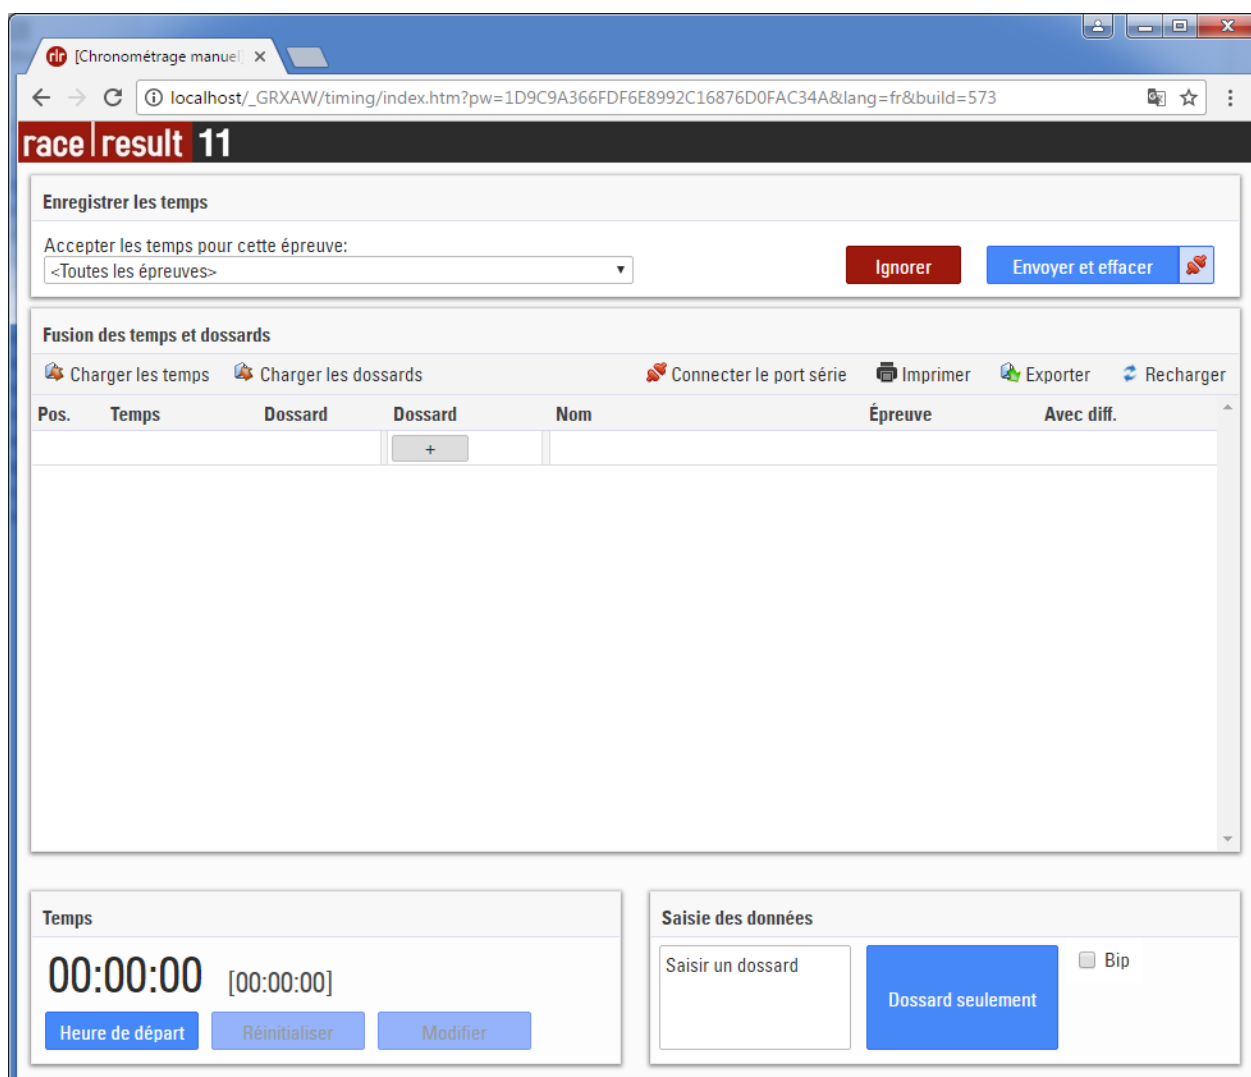 [Chronométrage manuel]
localhost/_GRXAW/timing/index.htm?pw=1D9C9A366FDF6E8992C16876D0FAC34A&lang=fr&build=573
race result 11
Enregistrer les temps
Accepter les temps pour cette épreuve:
<Toutes les épreuves>
Ignorer
Envoyer et effacer
Fusion des temps et dossards
Charger les temps Charger les dossards Connecter le port série Imprimer Exporter Recharger
Pos. Temps Dossard Dossard Nom Épreuve Avec diff.
+
Temps
00:00:00 [00:00:00]
Heure de départ Réinitialiser Modifier
Saisie des données
Saisir un dossard
Dossard seulement
Bip